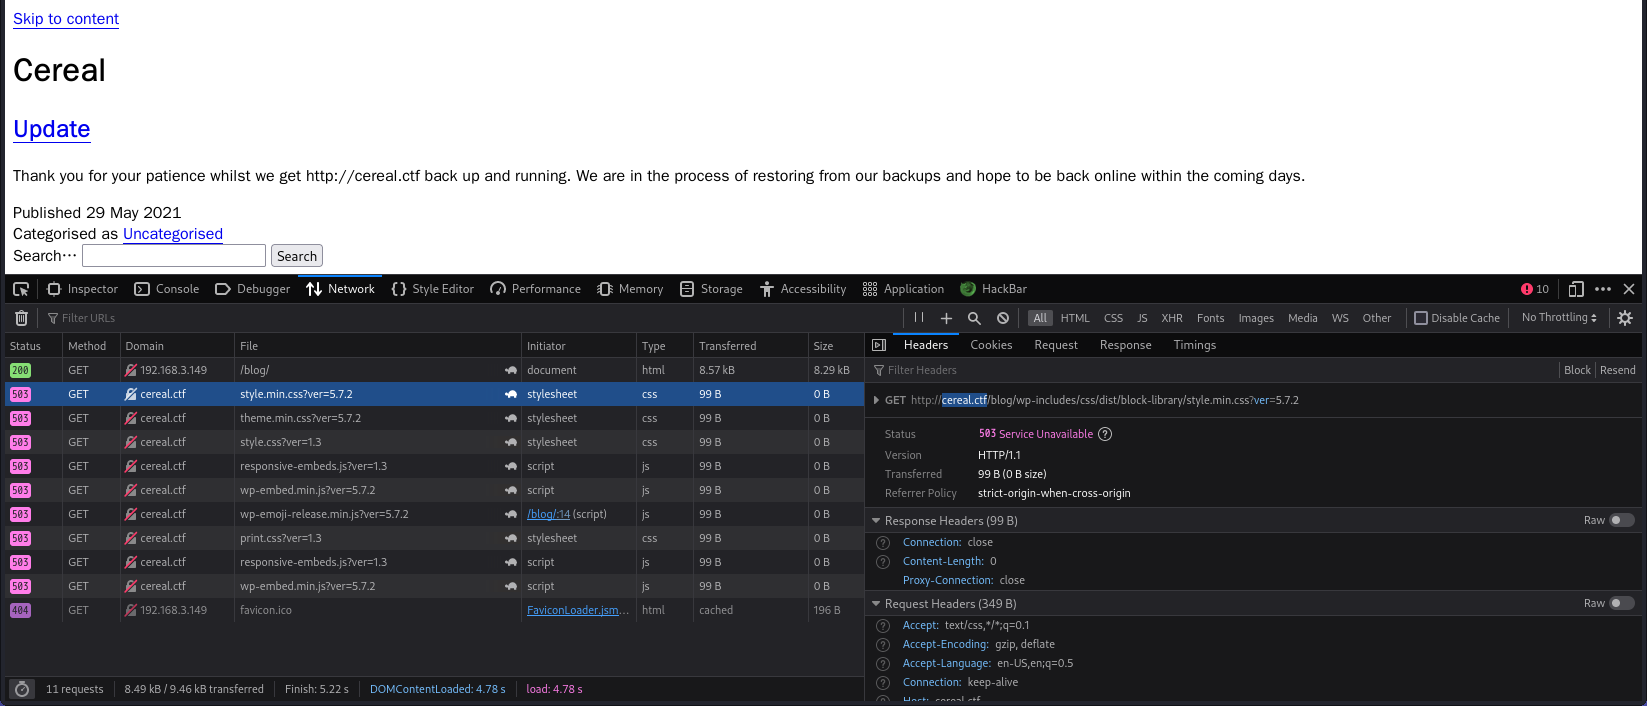 Skip to content
Cereal
Update
Thank you for your patience whilst we get http://cereal.ctf back up and running. We are in the process of restoring from our backups and hope to be back online within the coming days.
Published 29 May 2021
Categorised as Uncategorised
Search… Search
Inspector Console Debugger Network Style Editor Performance Memory Storage Accessibility Application HackBar 10
Filter URLs All HTML CSS JS XHR Fonts Images Media WS Other Disable Cache No Throttling
Status Method Domain File Initiator Type Transferred Size
200 GET 192.168.3.149 /blog/ document html 8.57 kB 8.29 kB
503 GET cereal.ctf style.min.css?ver=5.7.2 stylesheet css 99 B 0 B
503 GET cereal.ctf theme.min.css?ver=5.7.2 stylesheet css 99 B 0 B
503 GET cereal.ctf style.css?ver=1.3 stylesheet css 99 B 0 B
503 GET cereal.ctf responsive-embeds.js?ver=1.3 script js 99 B 0 B
503 GET cereal.ctf wp-embed.min.js?ver=5.7.2 script js 99 B 0 B
503 GET cereal.ctf wp-emoji-release.min.js?ver=5.7.2 /blog/:14 (script) js 99 B 0 B
503 GET cereal.ctf print.css?ver=1.3 stylesheet css 99 B 0 B
503 GET cereal.ctf responsive-embeds.js?ver=1.3 script js 99 B 0 B
503 GET cereal.ctf wp-embed.min.js?ver=5.7.2 script js 99 B 0 B
404 GET 192.168.3.149 favicon.ico FaviconLoader.jsm... html cached 196 B
11 requests 8.49 kB / 9.46 kB transferred Finish: 5.22 s DOMContentLoaded: 4.78 s load: 4.78 s
Headers Cookies Request Response Timings
Filter Headers Block Resend
GET http://cereal.ctf/blog/wp-includes/css/dist/block-library/style.min.css?ver=5.7.2
Status 503 Service Unavailable ?
Version HTTP/1.1
Transferred 99 B (0 B size)
Referrer Policy strict-origin-when-cross-origin
Response Headers (99 B) Raw
? Connection: close
? Content-Length: 0
Proxy-Connection: close
Request Headers (349 B) Raw
? Accept: text/css,*/*;q=0.1
? Accept-Encoding: gzip, deflate
? Accept-Language: en-US,en;q=0.5
? Connection: keep-alive
? Host: cereal.ctf